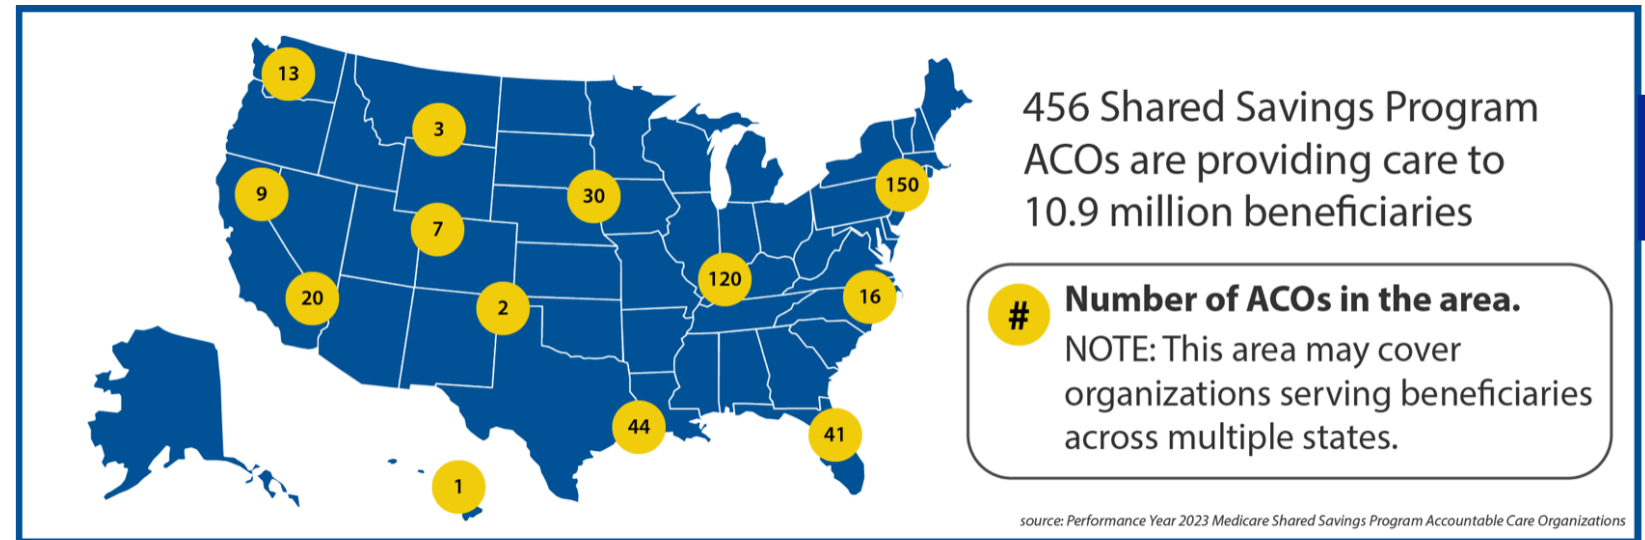 13
3
9
30
150
7
120
20
2
16
44
41
1
456 Shared Savings Program
ACOs are providing care to
10.9 million beneficiaries
# Number of ACOs in the area.
NOTE: This area may cover
organizations serving beneficiaries
across multiple states.
source: Performance Year 2023 Medicare Shared Savings Program Accountable Care Organizations